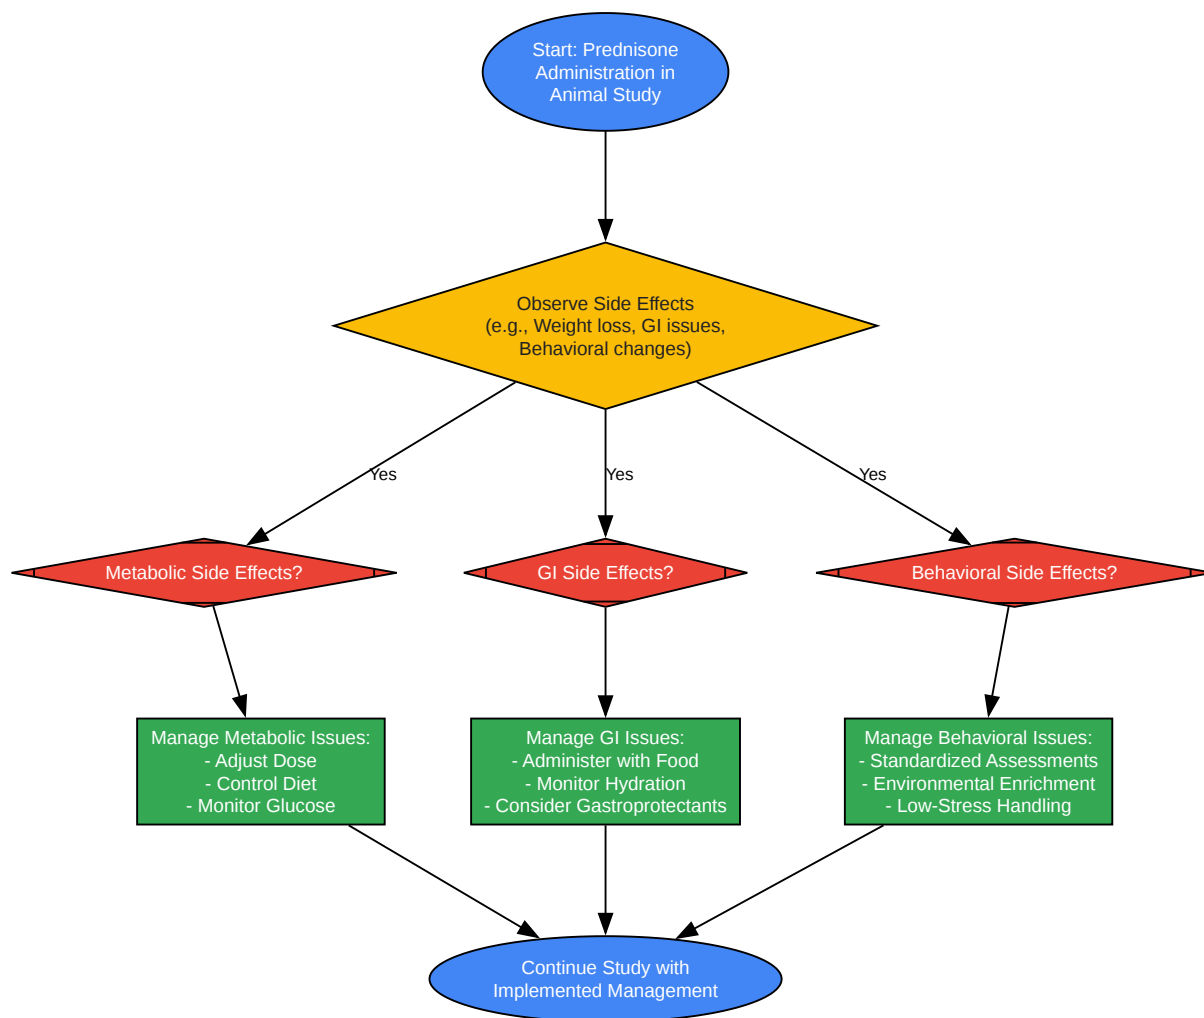 Start: Prednisone
Administration in
Animal Study
Observe Side Effects
(e.g., Weight loss, GI issues,
Behavioral changes)
Yes
Yes
Yes
Metabolic Side Effects?
GI Side Effects?
Behavioral Side Effects?
Manage Metabolic Issues:
- Adjust Dose
- Control Diet
- Monitor Glucose
Manage GI Issues:
- Administer with Food
- Monitor Hydration
- Consider Gastroprotectants
Manage Behavioral Issues:
- Standardized Assessments
- Environmental Enrichment
- Low-Stress Handling
Continue Study with
Implemented Management